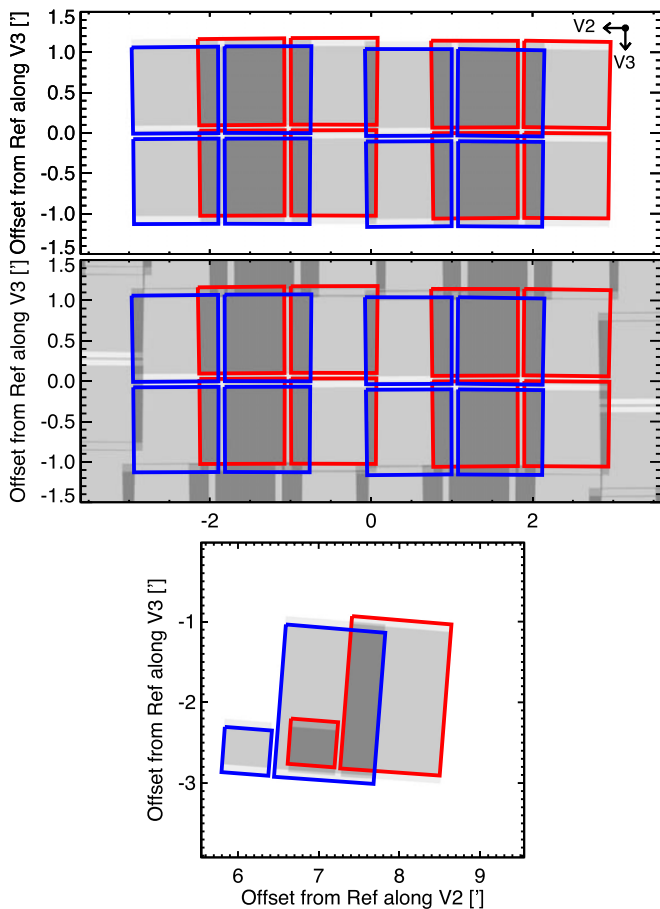 1.5
1.0
0.5
0.0
-0.5
-1.0
-1.5
Offset from Ref along V3 [']
V2
V3
1.5
1.0
0.5
0.0
-0.5
-1.0
-1.5
Offset from Ref along V3 [']
-2 0 2
-1
-2
-3
Offset from Ref along V3 [']
6 7 8 9
Offset from Ref along V2 [']